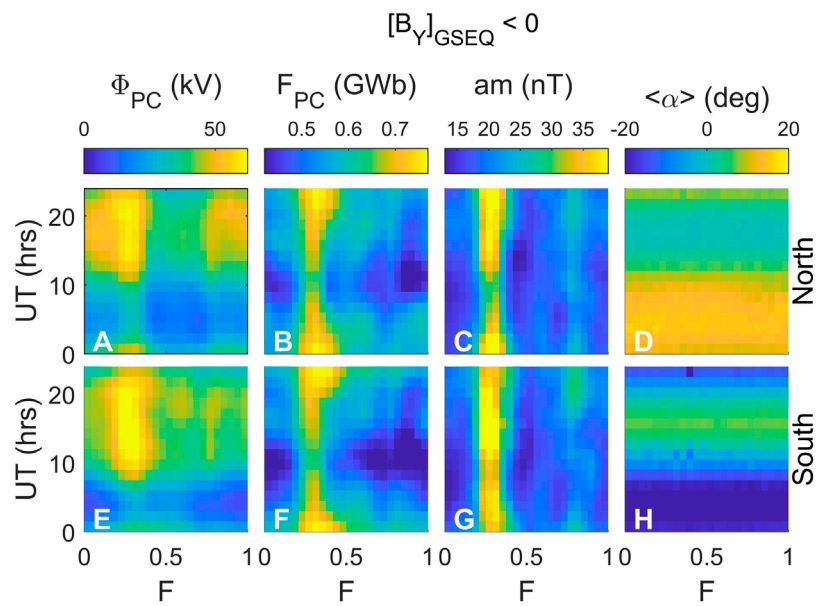 [B_Y]_GSEQ < 0
Φ_PC (kV) F_PC (GWb) am (nT) <α> (deg)
0 50 0.5 0.6 0.7 15 20 25 30 35 -20 0 20
UT (hrs) 20 10 0 A B C D North
UT (hrs) 20 10 0 E F G H South
0 0.5 1 0 0.5 1 0 0.5 1 0 0.5 1
F F F F